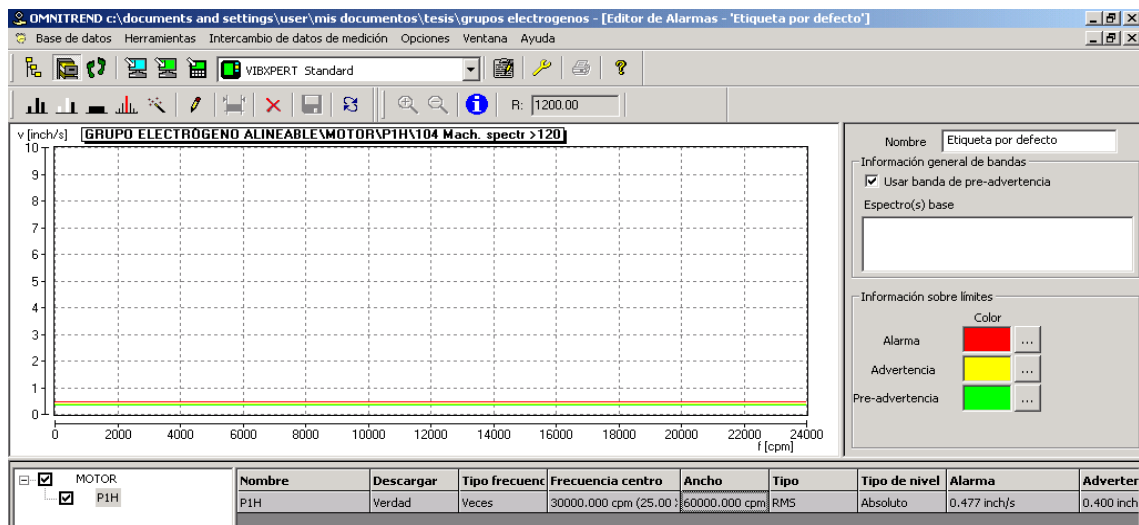 OMNITREND c:\documents and settings\user\mis documentos\tesis\grupos electrogenos - [Editor de Alarmas - 'Etiqueta por defecto']
Base de datos Herramientas Intercambio de datos de medición Opciones Ventana Ayuda
VIBXPERT Standard
R: 1200.00
v [inch/s] GRUPO ELECTRÓGENO ALINEABLE\MOTOR\P1H\104 Mach. spectr >120
10
9
8
7
6
5
4
3
2
1
0
0 2000 4000 6000 8000 10000 12000 14000 16000 18000 20000 22000 24000
f [cpm]
Nombre Etiqueta por defecto
Información general de bandas
Usar banda de pre-advertencia
Espectro(s) base
Información sobre límites
Color
Alarma ...
Advertencia ...
Pre-advertencia ...
MOTOR
P1H
Nombre Descargar Tipo frecuenc Frecuencia centro Ancho Tipo Tipo de nivel Alarma Adverter
P1H Verdad Veces 30000.000 cpm (25.00 60000.000 cpm RMS Absoluto 0.477 inch/s 0.400 inch